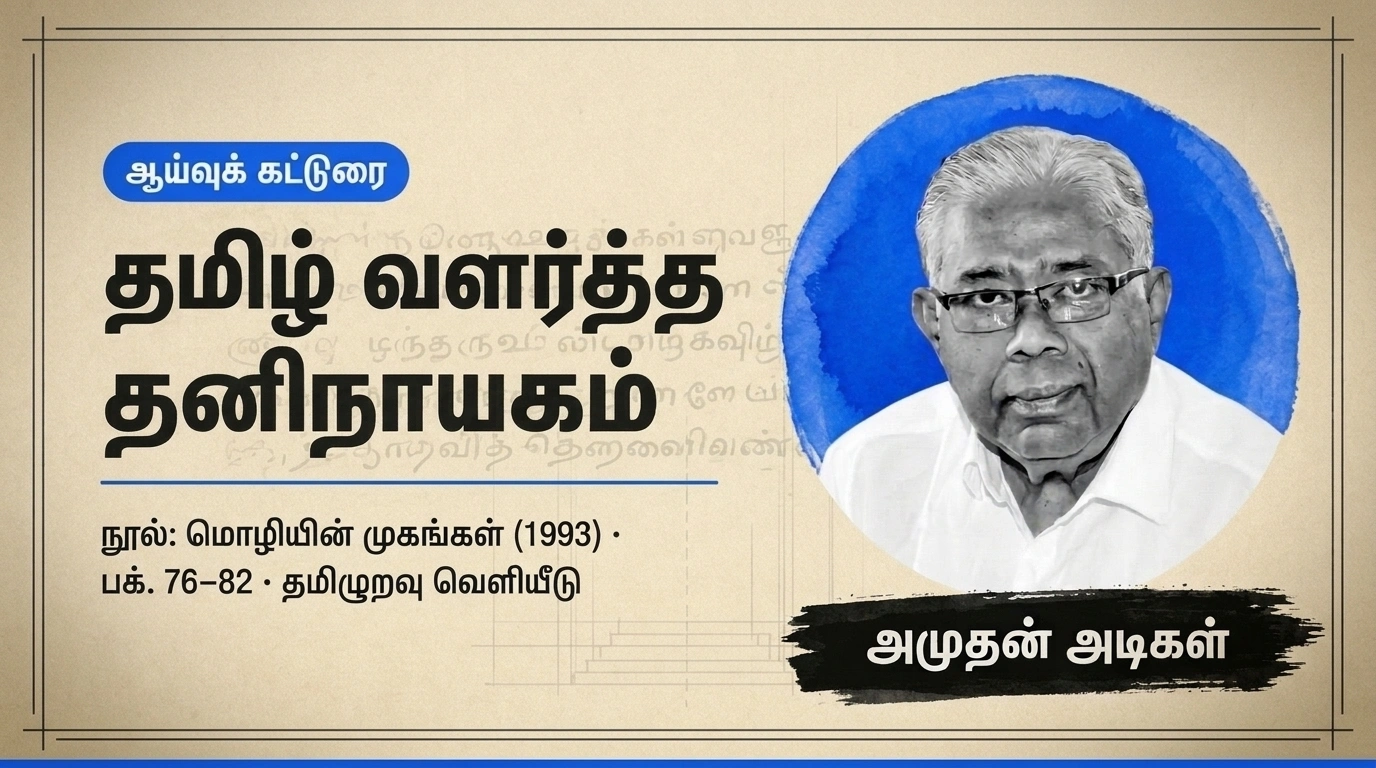 ஆய்வுக் கட்டுரை
தமிழ் வளர்த்த
தனிநாயகம்
நூல்: மொழியின் முகங்கள் (1993) •
பக். 76–82 • தமிழுறவு வெளியீடு
அமுதன் அடிகள்